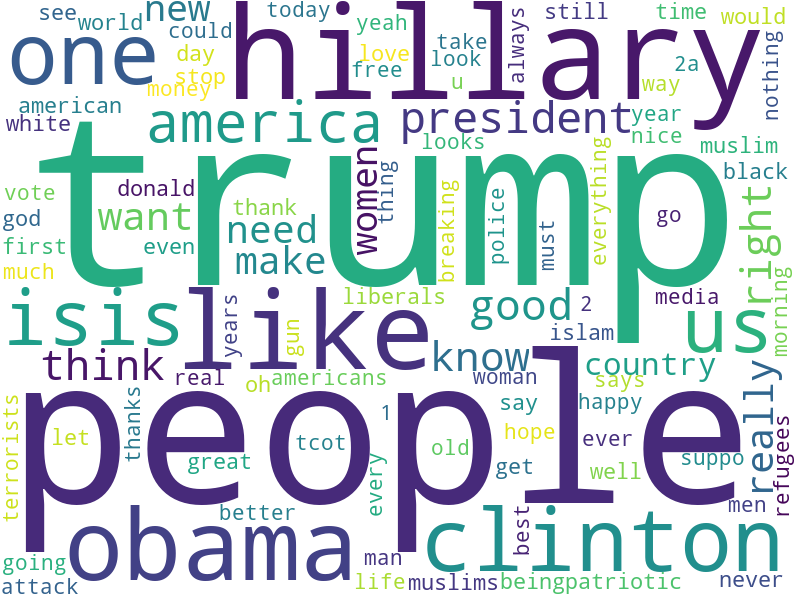 see
world
new
today
still
time
would
could
yeah
always
one
hillary
take
day
love
look
stop
free
money
u
way
2a
nothing
american
white
america
president
year
nice
looks
muslim
trump
women
thing
everything
black
vote
donald
thank
god
want
need
breaking
police
must
go
right
first
even
much
make
isis
like
years
gun
liberals
good
2
media
us
morning
islam
think
real
know
country
oh
americans
woman
says
really
people
terrorists
thanks
1
say
happy
let
tcot
hope
ever
refugees
great
every
old
get
well
suppo
better
best
men
obama
clinton
going
man
attack
life
muslims
beingpatriotic
never